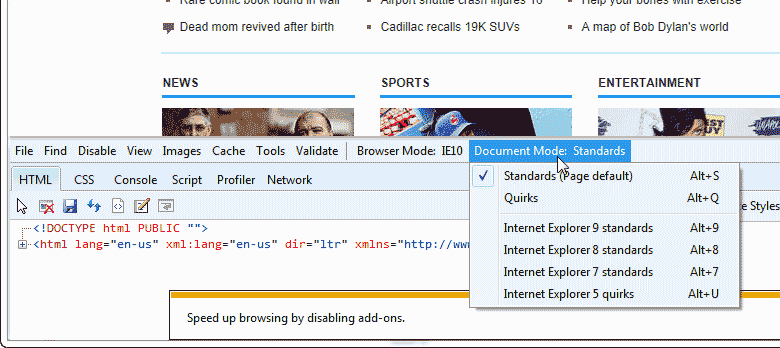 Rare comic book found in wall
Airport shuttle crash injures 16
Help your bones with exercise
Dead mom revived after birth
Cadillac recalls 19K SUVs
A map of Bob Dylan's world
NEWS
SPORTS
ENTERTAINMENT
File Find Disable View Images Cache Tools Validate Browser Mode: IE10 Document Mode: Standards
HTML CSS Console Script Profiler Network
Standards (Page default) Alt+S
Quirks Alt+Q
Internet Explorer 9 standards Alt+9
Internet Explorer 8 standards Alt+8
Internet Explorer 7 standards Alt+7
Internet Explorer 5 quirks Alt+U
e Styles
<!DOCTYPE html PUBLIC "">
<html lang="en-us" xml:lang="en-us" dir="ltr" xmlns="http://ww
Speed up browsing by disabling add-ons.